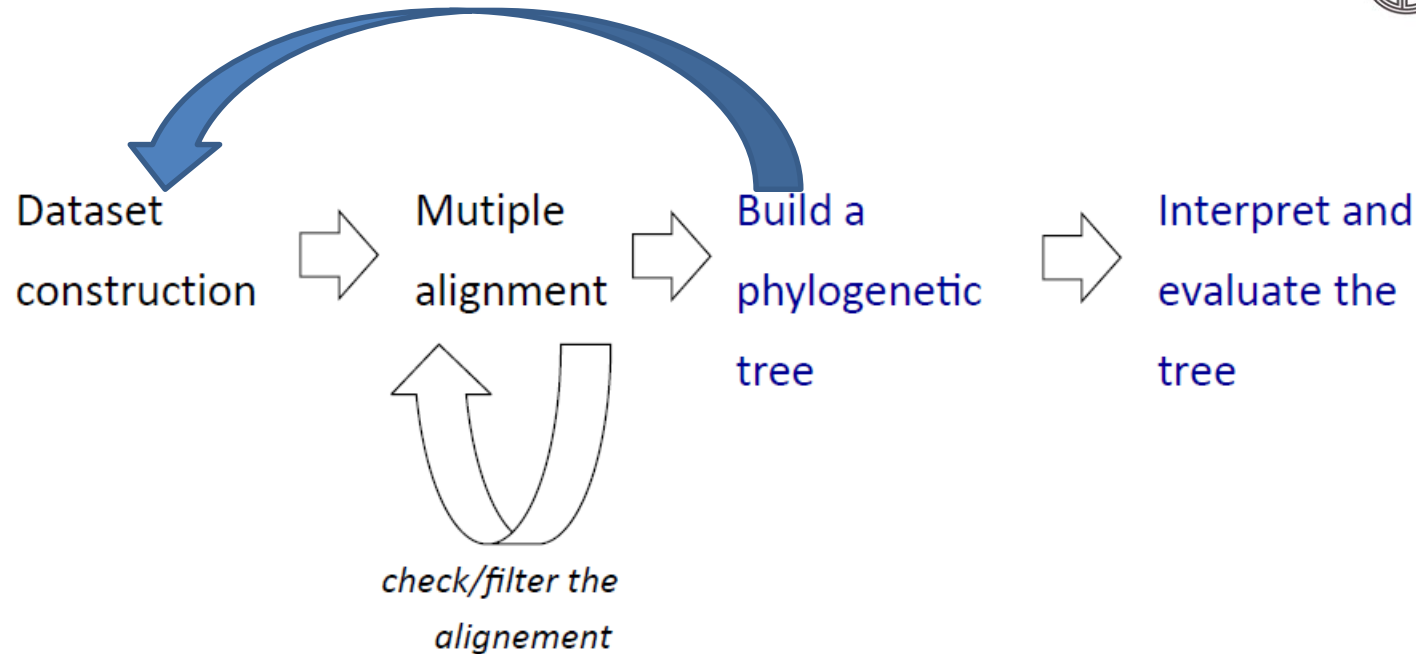 Dataset
construction
Mutiple
alignment
Build a
phylogenetic
tree
Interpret and
evaluate the
tree
check/filter the
alignement